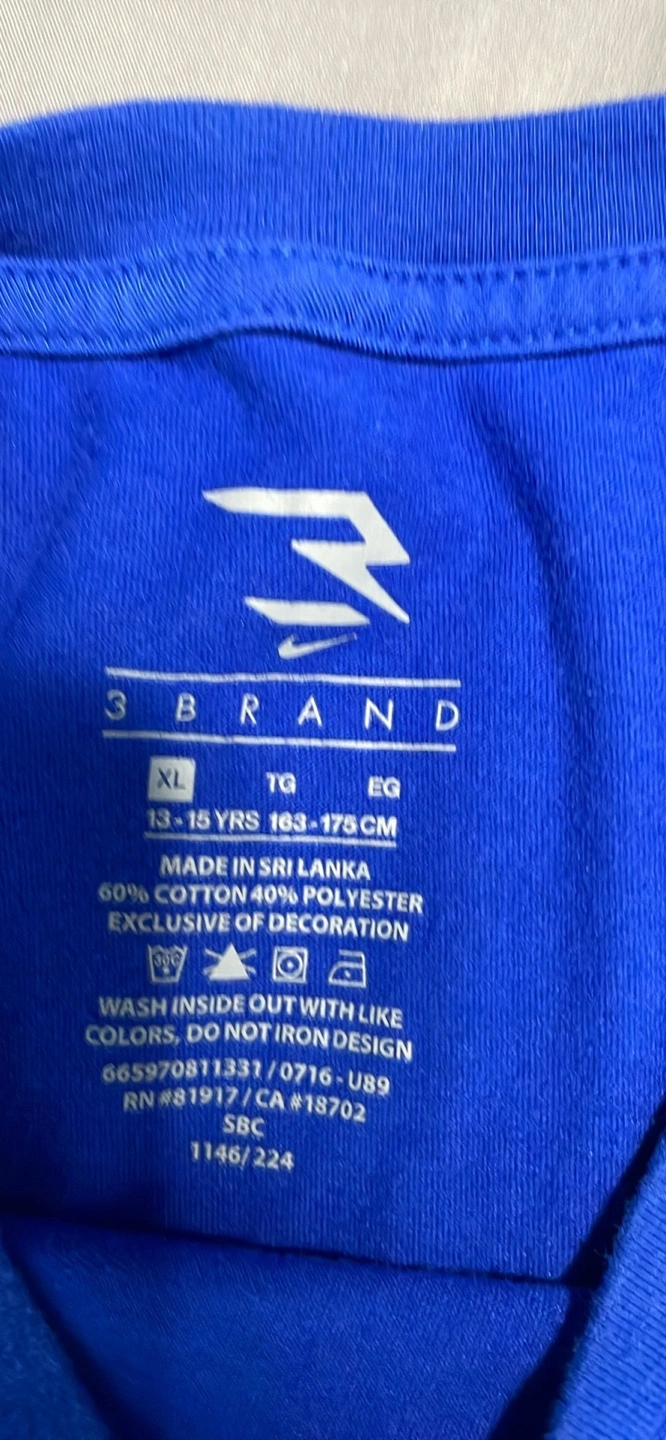 3 BRAND
XL TG EG
13-15 YRS 163-175 CM
MADE IN SRI LANKA
60% COTTON 40% POLYESTER
EXCLUSIVE OF DECORATION
30C
WASH INSIDE OUT WITH LIKE
COLORS, DO NOT IRON DESIGN
665970811331/0716-U89
RN #81917/CA #18702
SBC
1146/224